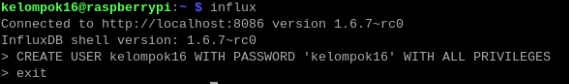 kelompok16@raspberrypi:~ $ influx
Connected to http://localhost:8086 version 1.6.7~rc0
InfluxDB shell version: 1.6.7~rc0
> CREATE USER kelompok16 WITH PASSWORD 'kelompok16' WITH ALL PRIVILEGES
> exit